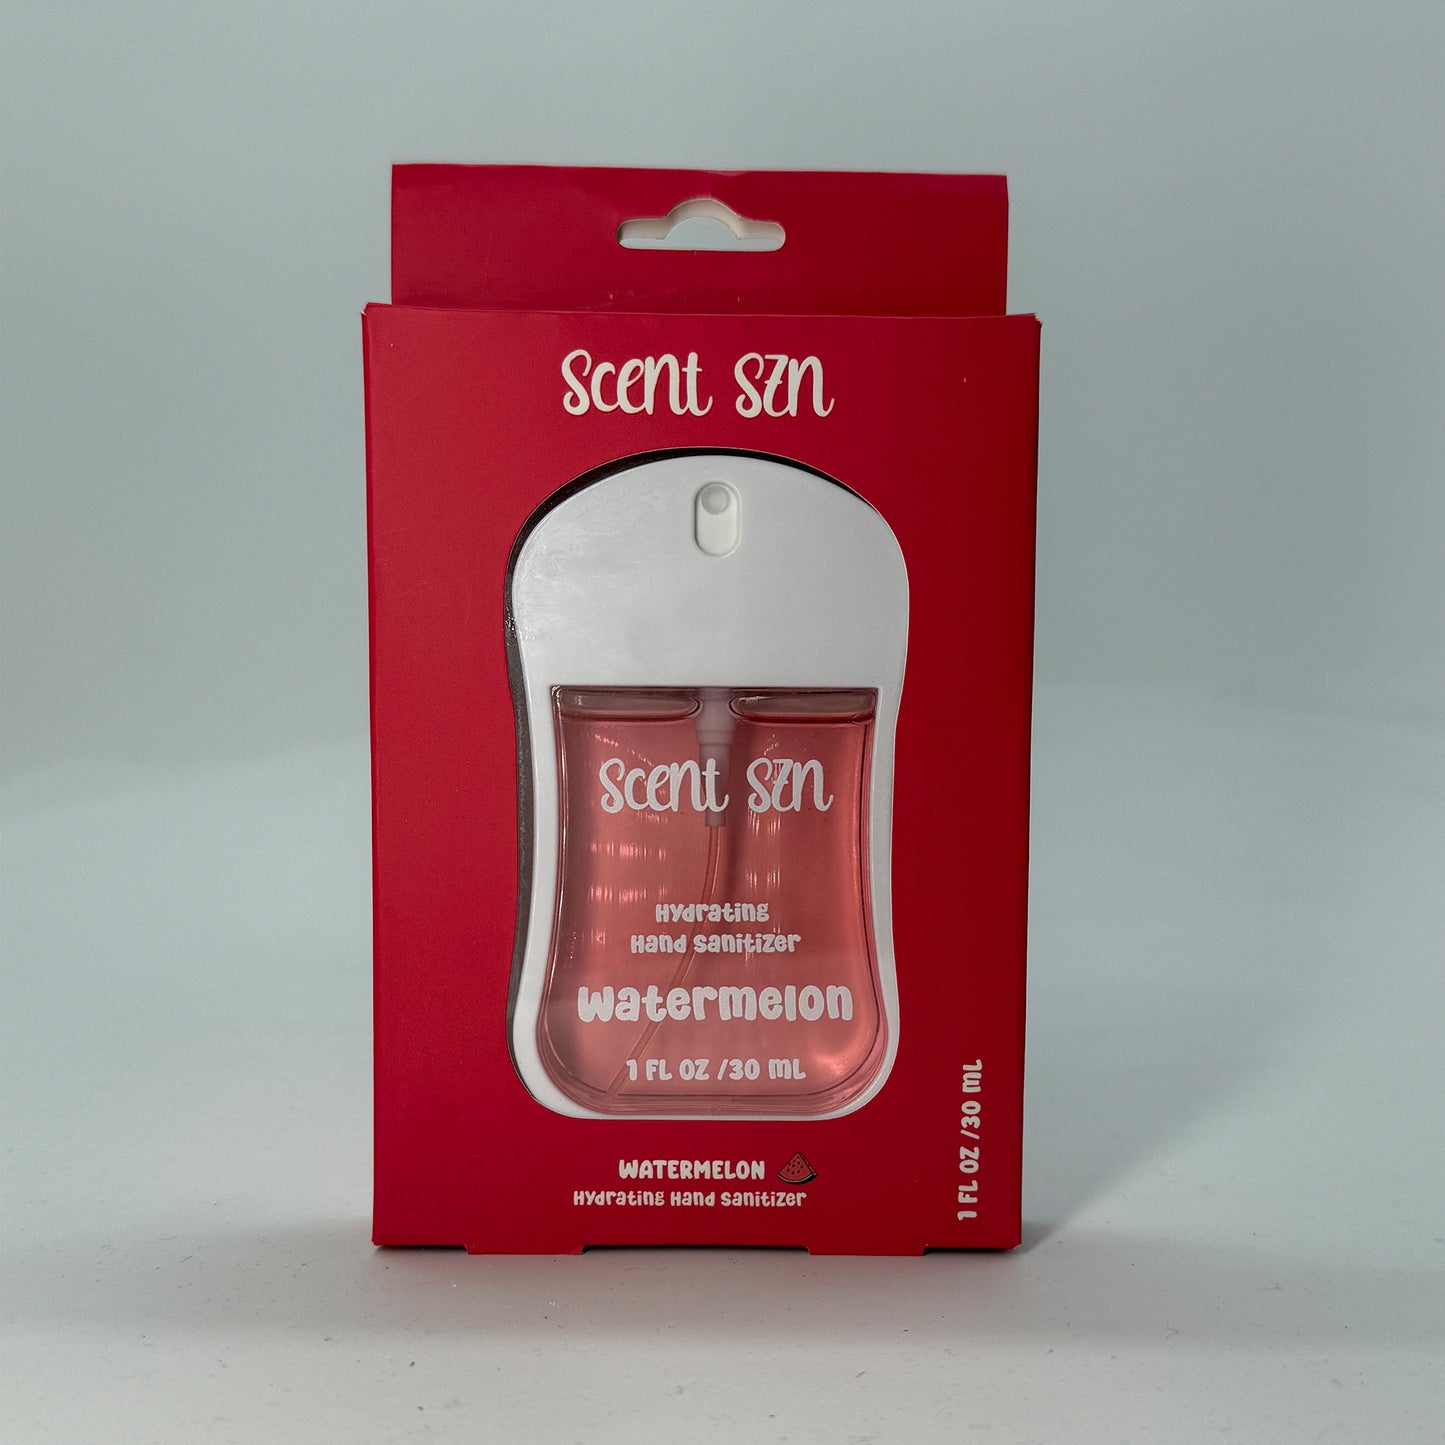 Scent Szn
Scent Szn
Hydrating
Hand Sanitizer
Watermelon
1 FL OZ /30 mL
WATERMELON
Hydrating Hand Sanitizer
1 FL OZ /30 mL